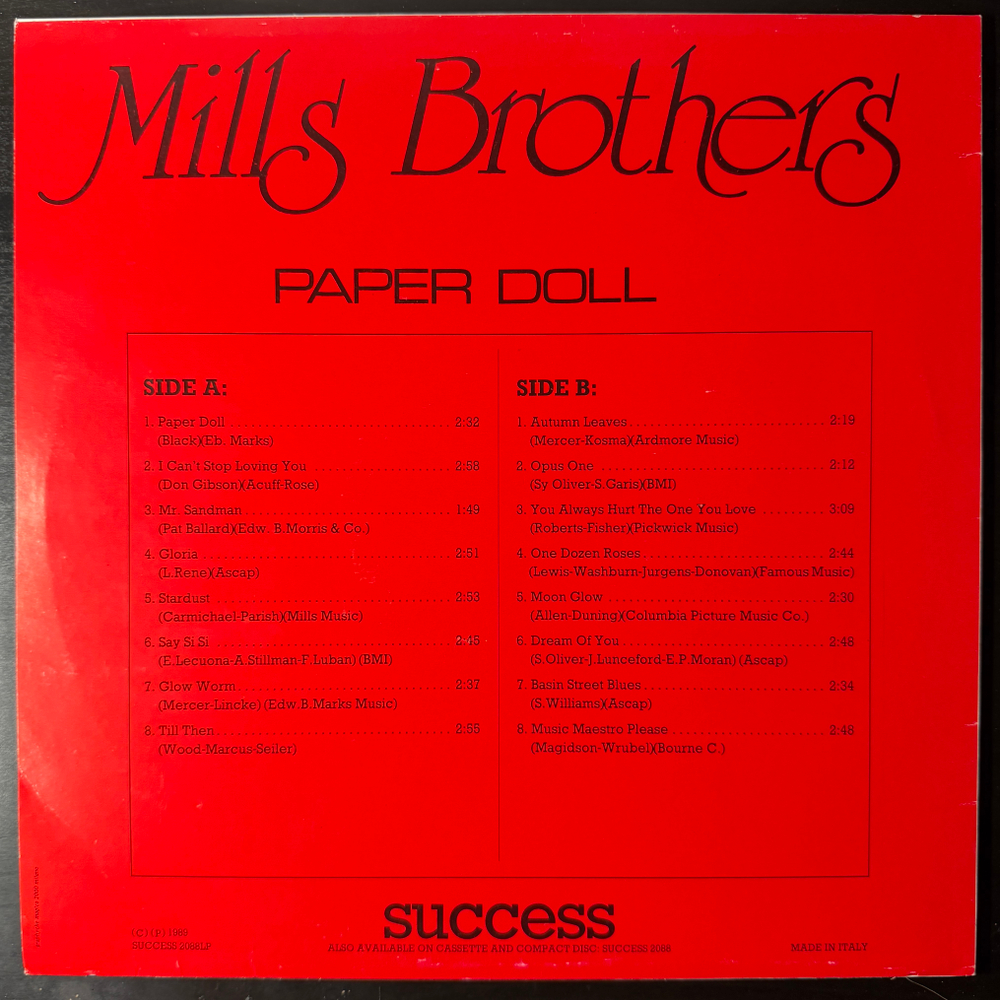 Mills Brothers
PAPER DOLL
SIDE A:
1. Paper Doll 2:32
(Black)(Eb. Marks)
2. I Can't Stop Loving You 2:58
(Don Gibson)(Acuff-Rose)
3. Mr. Sandman 1:49
(Pat Ballard)(Edw. B.Morris & Co.)
4. Gloria 2:51
(L.Rene)(Ascap)
5. Stardust 2:53
(Carmichael-Parish)(Mills Music)
6. Say Si Si 2:45
(E.Lecuona-A.Stillman-F.Luban) (BMI)
7. Glow Worm 2:37
(Mercer-Lincke) (Edw.B.Marks Music)
8. Till Then 2:55
(Wood-Marcus-Seiler)
SIDE B:
1. Autumn Leaves 2:19
(Mercer-Kosma)(Ardmore Music)
2. Opus One 2:12
(Sy Oliver-S.Garis)(BMI)
3. You Always Hurt The One You Love 3:09
(Roberts-Fisher)(Pickwick Music)
4. One Dozen Roses 2:44
(Lewis-Washburn-Jurgens-Donovan)(Famous Music)
5. Moon Glow 2:30
(Allen-Duning)(Columbia Picture Music Co.)
6. Dream Of You 2:48
(S.Oliver-J.Lunceford-E.P.Moran) (Ascap)
7. Basin Street Blues 2:34
(S.Williams)(Ascap)
8. Music Maestro Please 2:48
(Magidson-Wrubel)(Bourne C.)
success
(C) (P) 1989
SUCCESS 2088LP
ALSO AVAILABLE ON CASSETTE AND COMPACT DISC: SUCCESS 2088
MADE IN ITALY